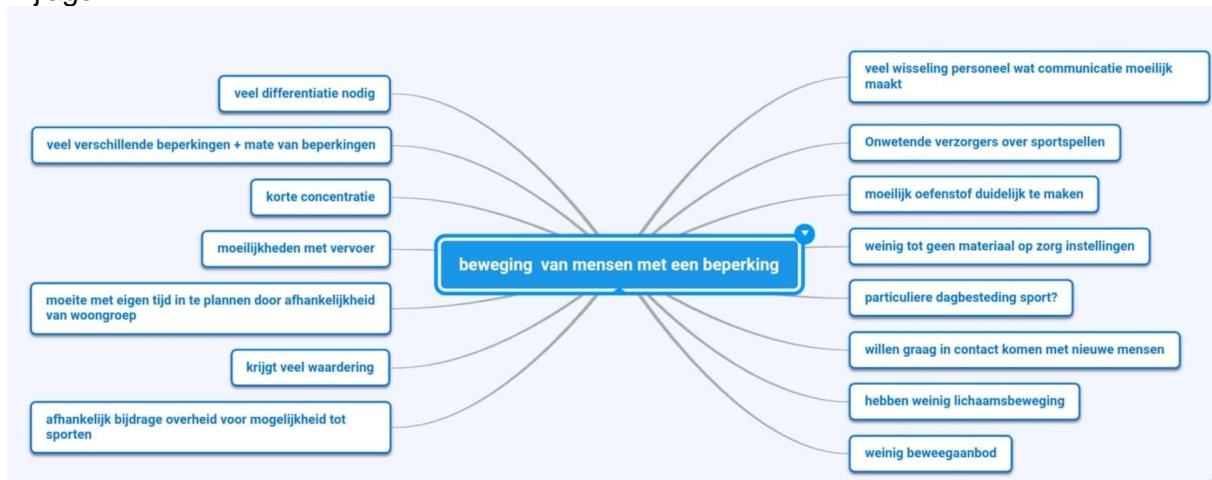 veel differentiatie nodig
veel verschillende beperkingen + mate van beperkingen
korte concentratie
moeilijkheden met vervoer
moeite met eigen tijd in te plannen door afhankelijkheid
van woongroep
krijgt veel waardering
afhankelijk bijdrage overheid voor mogelijkheid tot
sporten
beweging van mensen met een beperking
veel wisseling personeel wat communicatie moeilijk
maakt
Onwetende verzorgers over sportspellen
moeilijk oefenstof duidelijk te maken
weinig tot geen materiaal op zorg instellingen
particuliere dagbesteding sport?
willen graag in contact komen met nieuwe mensen
hebben weinig lichaamsbeweging
weinig beweegaanbod